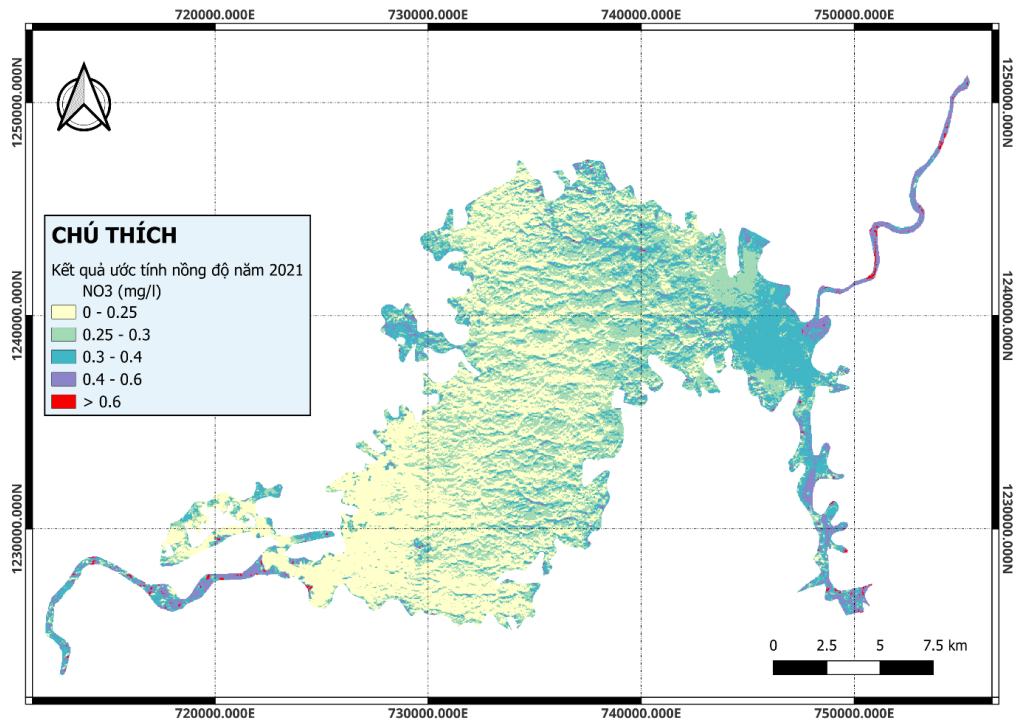 720000.000E 730000.000E 740000.000E 750000.000E
1250000.000N 1250000.000N
CHÚ THÍCH
Kết quả ước tính nồng độ năm 2021
NO3 (mg/l)
0 - 0.25
0.25 - 0.3
0.3 - 0.4
0.4 - 0.6
> 0.6
1240000.000N 1240000.000N
1230000.000N 1230000.000N
0 2.5 5 7.5 km
720000.000E 730000.000E 740000.000E 750000.000E